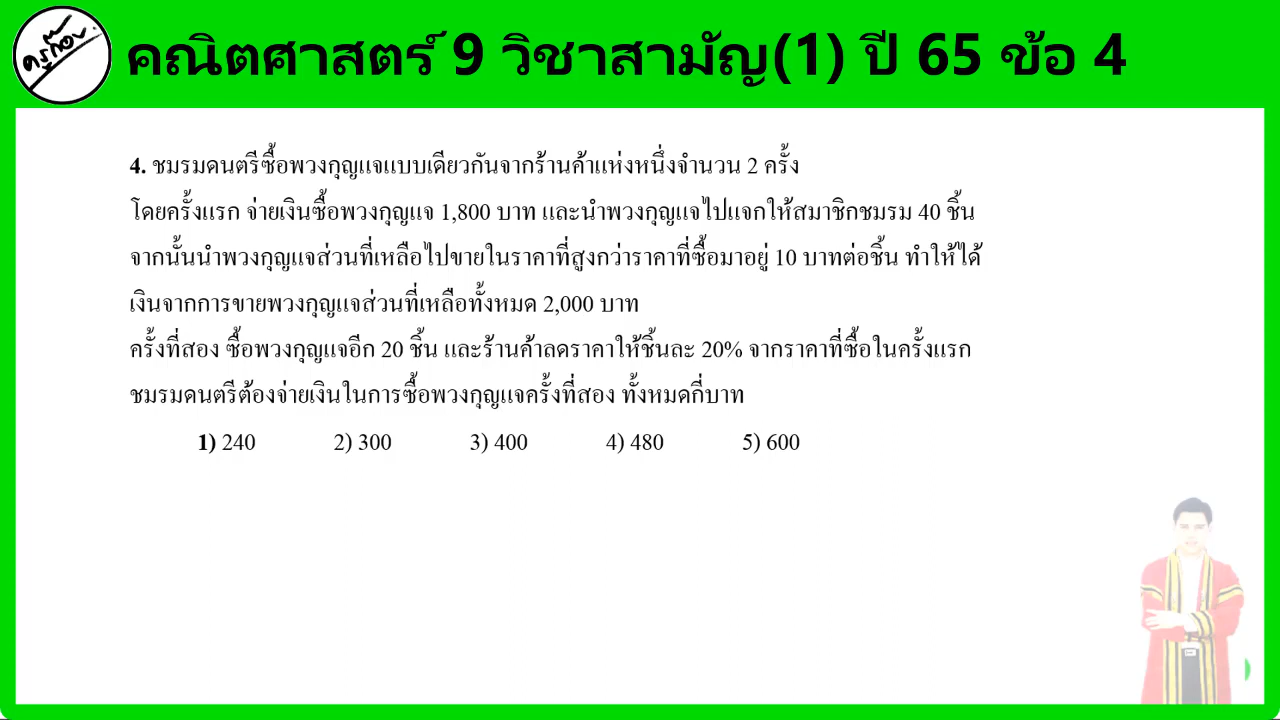 ครูก๊อบ
คณิตศาสตร์ 9 วิชาสามัญ(1) ปี 65 ข้อ 4
4. ชมรมดนตรีซื้อพวงกุญแจแบบเดียวกันจากร้านค้าแห่งหนึ่งจำนวน 2 ครั้ง
โดยครั้งแรก จ่ายเงินซื้อพวงกุญแจ 1,800 บาท และนำพวงกุญแจไปแจกให้สมาชิกชมรม 40 ชิ้น
จากนั้นนำพวงกุญแจส่วนที่เหลือไปขายในราคาที่สูงกว่าราคาที่ซื้อมาอยู่ 10 บาทต่อชิ้น ทำให้ได้
เงินจากการขายพวงกุญแจส่วนที่เหลือทั้งหมด 2,000 บาท
ครั้งที่สอง ซื้อพวงกุญแจอีก 20 ชิ้น และร้านค้าลดราคาให้ชิ้นละ 20% จากราคาที่ซื้อในครั้งแรก
ชมรมดนตรีต้องจ่ายเงินในการซื้อพวงกุญแจครั้งที่สอง ทั้งหมดกี่บาท
1) 240 2) 300 3) 400 4) 480 5) 600